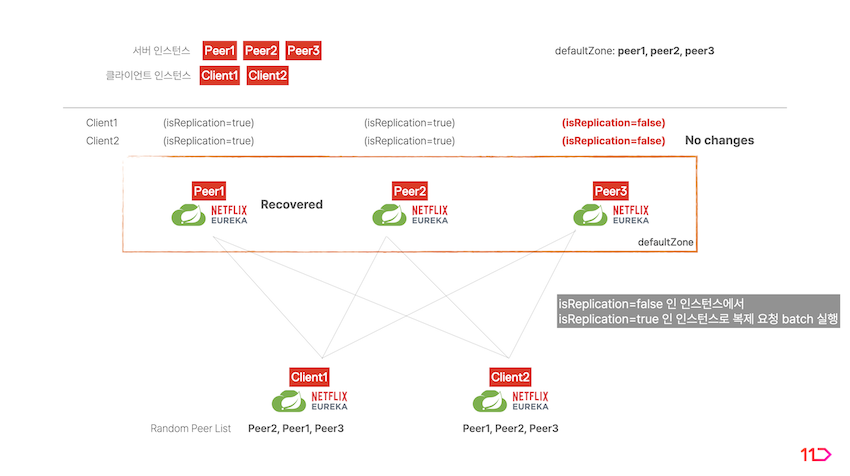 서버 인스턴스 Peer1 Peer2 Peer3
defaultZone: peer1, peer2, peer3
클라이언트 인스턴스 Client1 Client2
Client1 (isReplication=true) (isReplication=true) (isReplication=false)
Client2 (isReplication=true) (isReplication=true) (isReplication=false) No changes
Peer1
NETFLIX
EUREKA
Recovered
Peer2
NETFLIX
EUREKA
Peer3
NETFLIX
EUREKA
defaultZone
isReplication=false 인 인스턴스에서
isReplication=true 인 인스턴스로 복제 요청 batch 실행
Client1
NETFLIX
EUREKA
Client2
NETFLIX
EUREKA
Random Peer List Peer2, Peer1, Peer3
Peer1, Peer2, Peer3
11